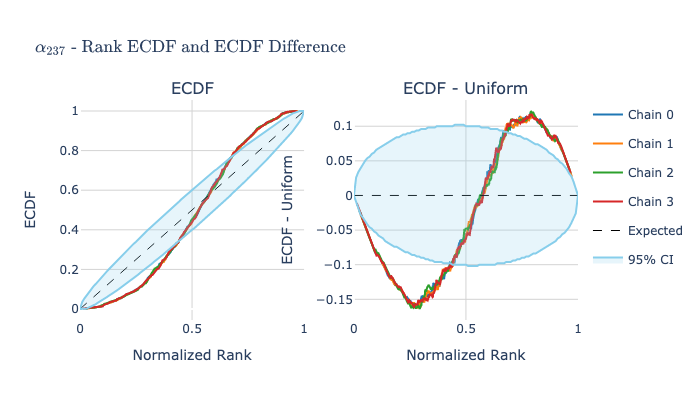 α237 - Rank ECDF and ECDF Difference
ECDF
ECDF - Uniform
1
0.8
0.6
0.4
0.2
0
0
0.5
1
ECDF
Normalized Rank
0.1
0.05
0
−0.05
−0.1
−0.15
0
0.5
1
ECDF - Uniform
Normalized Rank
Chain 0
Chain 1
Chain 2
Chain 3
Expected
95% CI